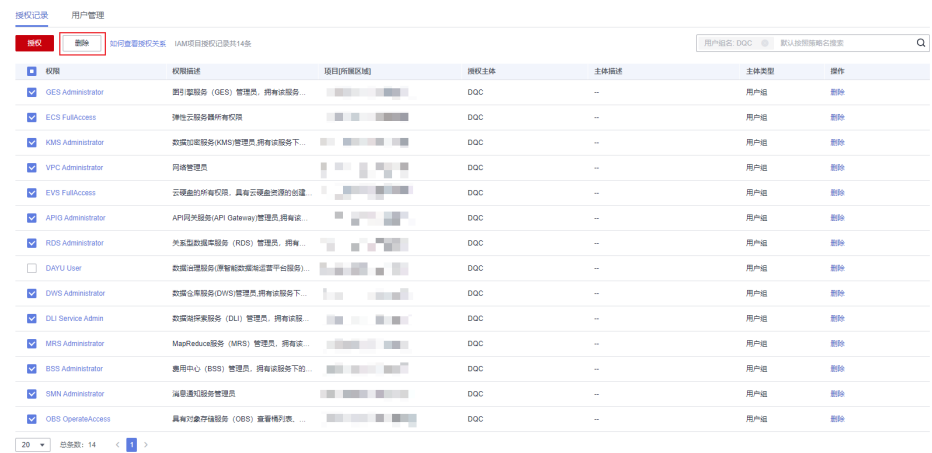 授权记录 用户管理
授权 删除 如何查看授权关系 IAM项目授权记录共14条 用户组名: DQC 默认按照策略名搜索
权限 权限描述 项目[所属区域] 授权主体 主体描述 主体类型 操作
GES Administrator 图引擎服务（GES）管理员，拥有该服务... DQC -- 用户组 删除
ECS FullAccess 弹性云服务器所有权限 DQC -- 用户组 删除
KMS Administrator 数据加密服务(KMS)管理员,拥有该服务下... DQC -- 用户组 删除
VPC Administrator 网络管理员 DQC -- 用户组 删除
EVS FullAccess 云硬盘的所有权限，具有云硬盘资源的创建... DQC -- 用户组 删除
APIG Administrator API网关服务(API Gateway)管理员,拥有该... DQC -- 用户组 删除
RDS Administrator 关系型数据库服务（RDS）管理员，拥有... DQC -- 用户组 删除
DAYU User 数据治理服务(原智能数据湖运营平台服务)... DQC -- 用户组 删除
DWS Administrator 数据仓库服务(DWS)管理员,拥有该服务下... DQC -- 用户组 删除
DLI Service Admin 数据湖探索服务（DLI）管理员，拥有该服... DQC -- 用户组 删除
MRS Administrator MapReduce服务（MRS）管理员，拥有该... DQC -- 用户组 删除
BSS Administrator 费用中心（BSS）管理员，拥有该服务下的... DQC -- 用户组 删除
SMN Administrator 消息通知服务管理员 DQC -- 用户组 删除
OBS OperateAccess 具有对象存储服务（OBS）查看桶列表、... DQC -- 用户组 删除
20 总条数：14 < 1 >